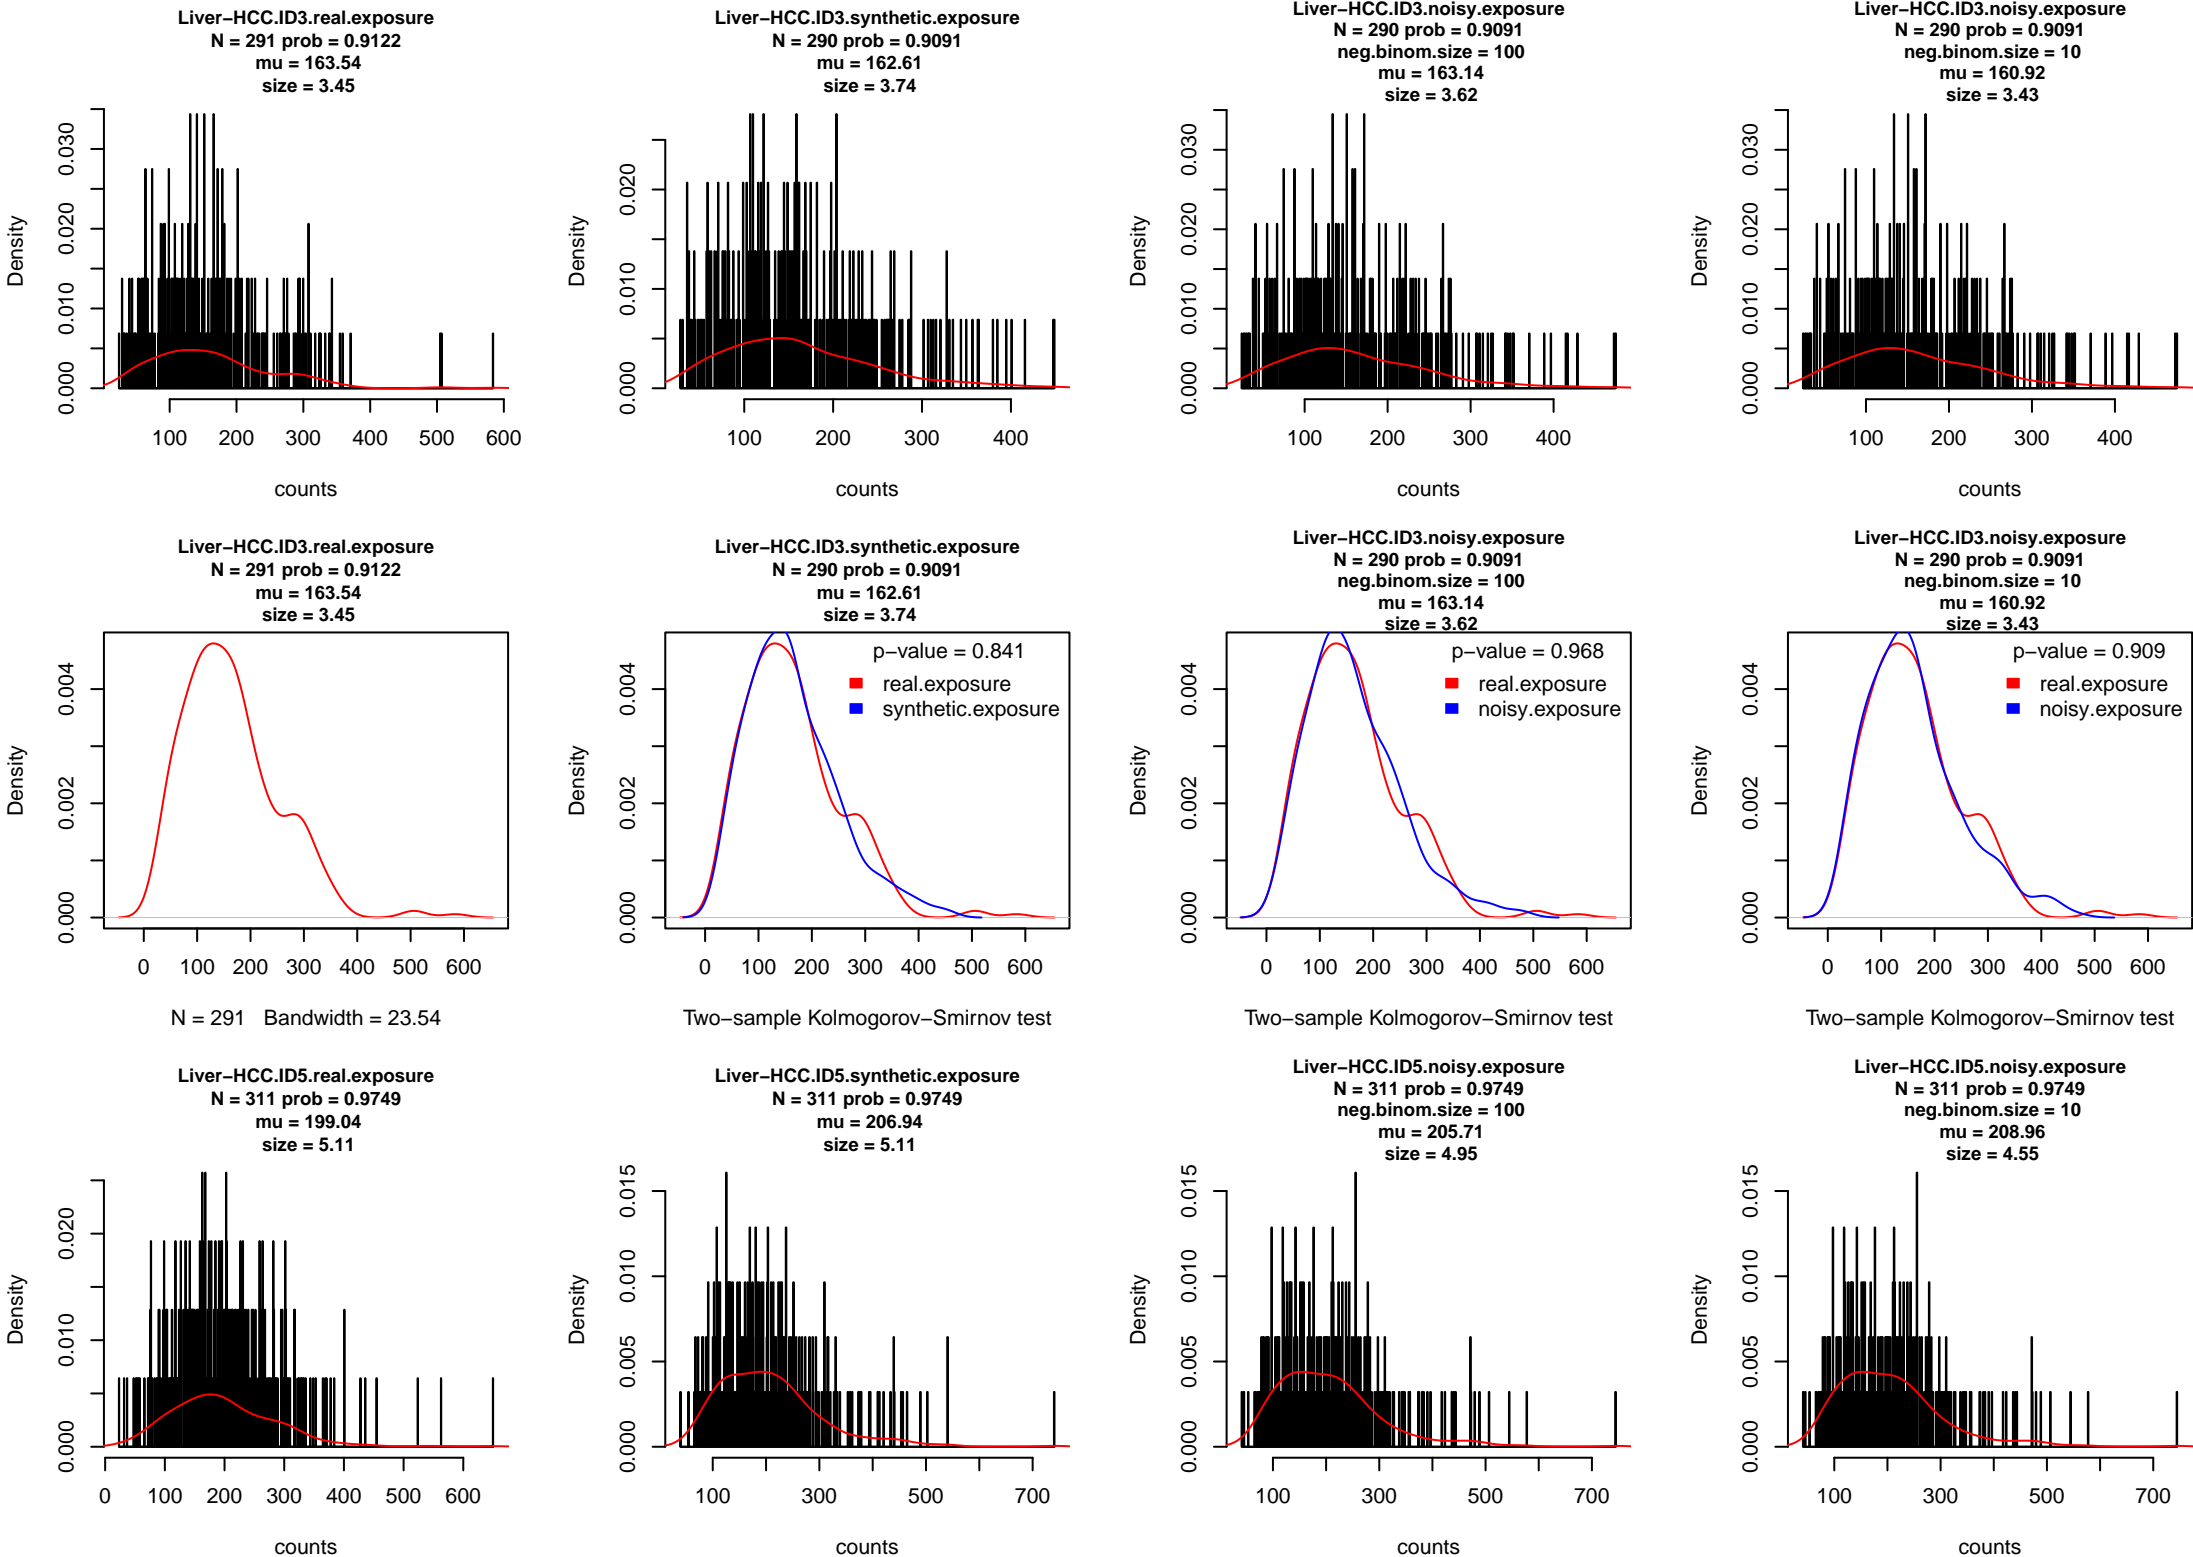 Liver-HCC.ID3.real.exposure
N = 291 prob = 0.9122
mu = 163.54
size = 3.45
Density
0.000
0.010
0.020
0.030
100 200 300 400 500 600
counts
Liver-HCC.ID3.synthetic.exposure
N = 290 prob = 0.9091
mu = 162.61
size = 3.74
Density
0.000
0.010
0.020
100 200 300 400
counts
Liver-HCC.ID3.noisy.exposure
N = 290 prob = 0.9091
neg.binom.size = 100
mu = 163.14
size = 3.62
Density
0.000
0.010
0.020
0.030
100 200 300 400
counts
Liver-HCC.ID3.noisy.exposure
N = 290 prob = 0.9091
neg.binom.size = 10
mu = 160.92
size = 3.43
Density
0.000
0.010
0.020
0.030
100 200 300 400
counts
Liver-HCC.ID3.real.exposure
N = 291 prob = 0.9122
mu = 163.54
size = 3.45
Density
0.000
0.002
0.004
0 100 200 300 400 500 600
N = 291 Bandwidth = 23.54
Liver-HCC.ID3.synthetic.exposure
N = 290 prob = 0.9091
mu = 162.61
size = 3.74
p-value = 0.841
real.exposure
synthetic.exposure
Density
0.000
0.002
0.004
0 100 200 300 400 500 600
Two-sample Kolmogorov-Smirnov test
Liver-HCC.ID3.noisy.exposure
N = 290 prob = 0.9091
neg.binom.size = 100
mu = 163.14
size = 3.62
p-value = 0.968
real.exposure
noisy.exposure
Density
0.000
0.002
0.004
0 100 200 300 400 500 600
Two-sample Kolmogorov-Smirnov test
Liver-HCC.ID3.noisy.exposure
N = 290 prob = 0.9091
neg.binom.size = 10
mu = 160.92
size = 3.43
p-value = 0.909
real.exposure
noisy.exposure
Density
0.000
0.002
0.004
0 100 200 300 400 500 600
Two-sample Kolmogorov-Smirnov test
Liver-HCC.ID5.real.exposure
N = 311 prob = 0.9749
mu = 199.04
size = 5.11
Density
0.000
0.010
0.020
0 100 200 300 400 500 600
counts
Liver-HCC.ID5.synthetic.exposure
N = 311 prob = 0.9749
mu = 206.94
size = 5.11
Density
0.000
0.005
0.010
0.015
100 300 500 700
counts
Liver-HCC.ID5.noisy.exposure
N = 311 prob = 0.9749
neg.binom.size = 100
mu = 205.71
size = 4.95
Density
0.000
0.005
0.010
0.015
100 300 500 700
counts
Liver-HCC.ID5.noisy.exposure
N = 311 prob = 0.9749
neg.binom.size = 10
mu = 208.96
size = 4.55
Density
0.000
0.005
0.010
0.015
100 300 500 700
counts